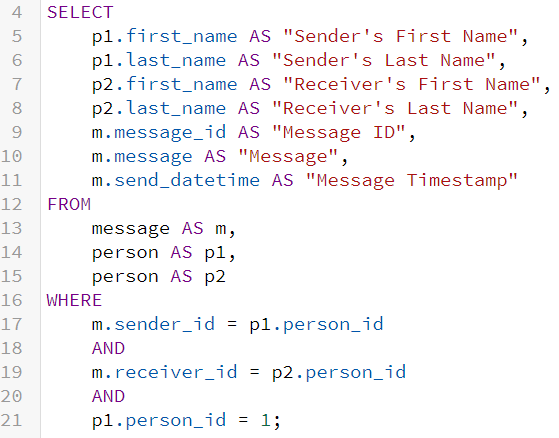 4 SELECT
5 p1.first_name AS "Sender's First Name",
6 p1.last_name AS "Sender's Last Name",
7 p2.first_name AS "Receiver's First Name",
8 p2.last_name AS "Receiver's Last Name",
9 m.message_id AS "Message ID",
10 m.message AS "Message",
11 m.send_datetime AS "Message Timestamp"
12 FROM
13 message AS m,
14 person AS p1,
15 person AS p2
16 WHERE
17 m.sender_id = p1.person_id
18 AND
19 m.receiver_id = p2.person_id
20 AND
21 p1.person_id = 1;